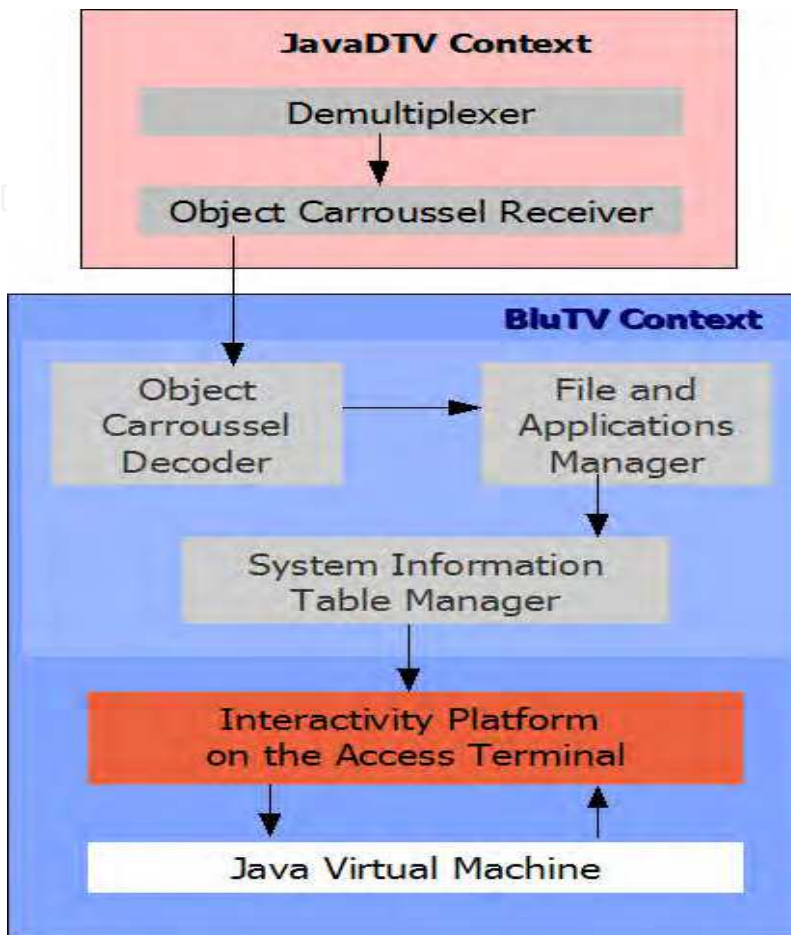 JavaDTV Context
Demultiplexer
Object Carroussel Receiver
BluTV Context
Object
Carroussel
Decoder
File and
Applications
Manager
System Information
Table Manager
Interactivity Platform
on the Access Terminal
Java Virtual Machine